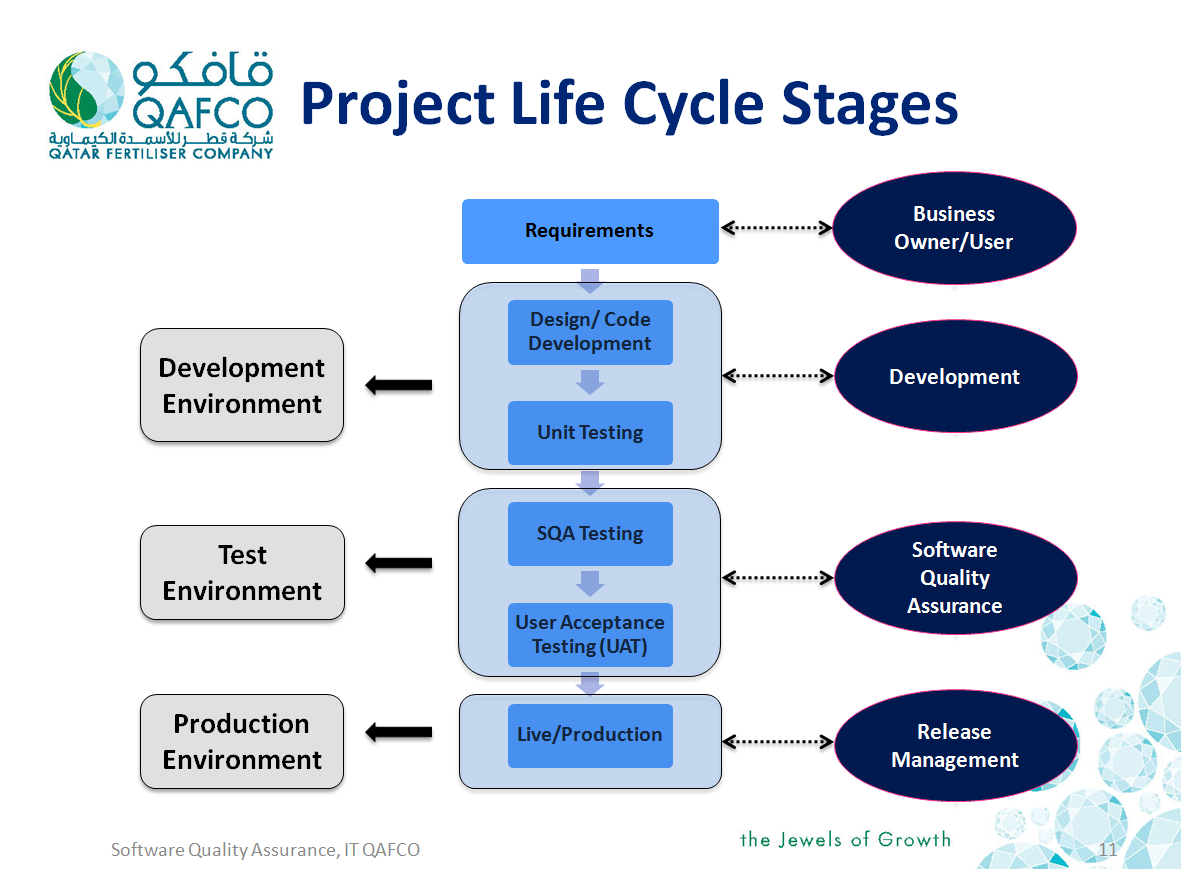 قافكو
QAFCO
شركة قطر للأسمدة الكيماوية
QATAR FERTILISER COMPANY
Project Life Cycle Stages
Requirements
Business
Owner/User
Design/ Code
Development
Unit Testing
Development
Environment
Development
SQA Testing
User Acceptance
Testing (UAT)
Test
Environment
Software
Quality
Assurance
Live/Production
Production
Environment
Release
Management
Software Quality Assurance, IT QAFCO
the Jewels of Growth
11